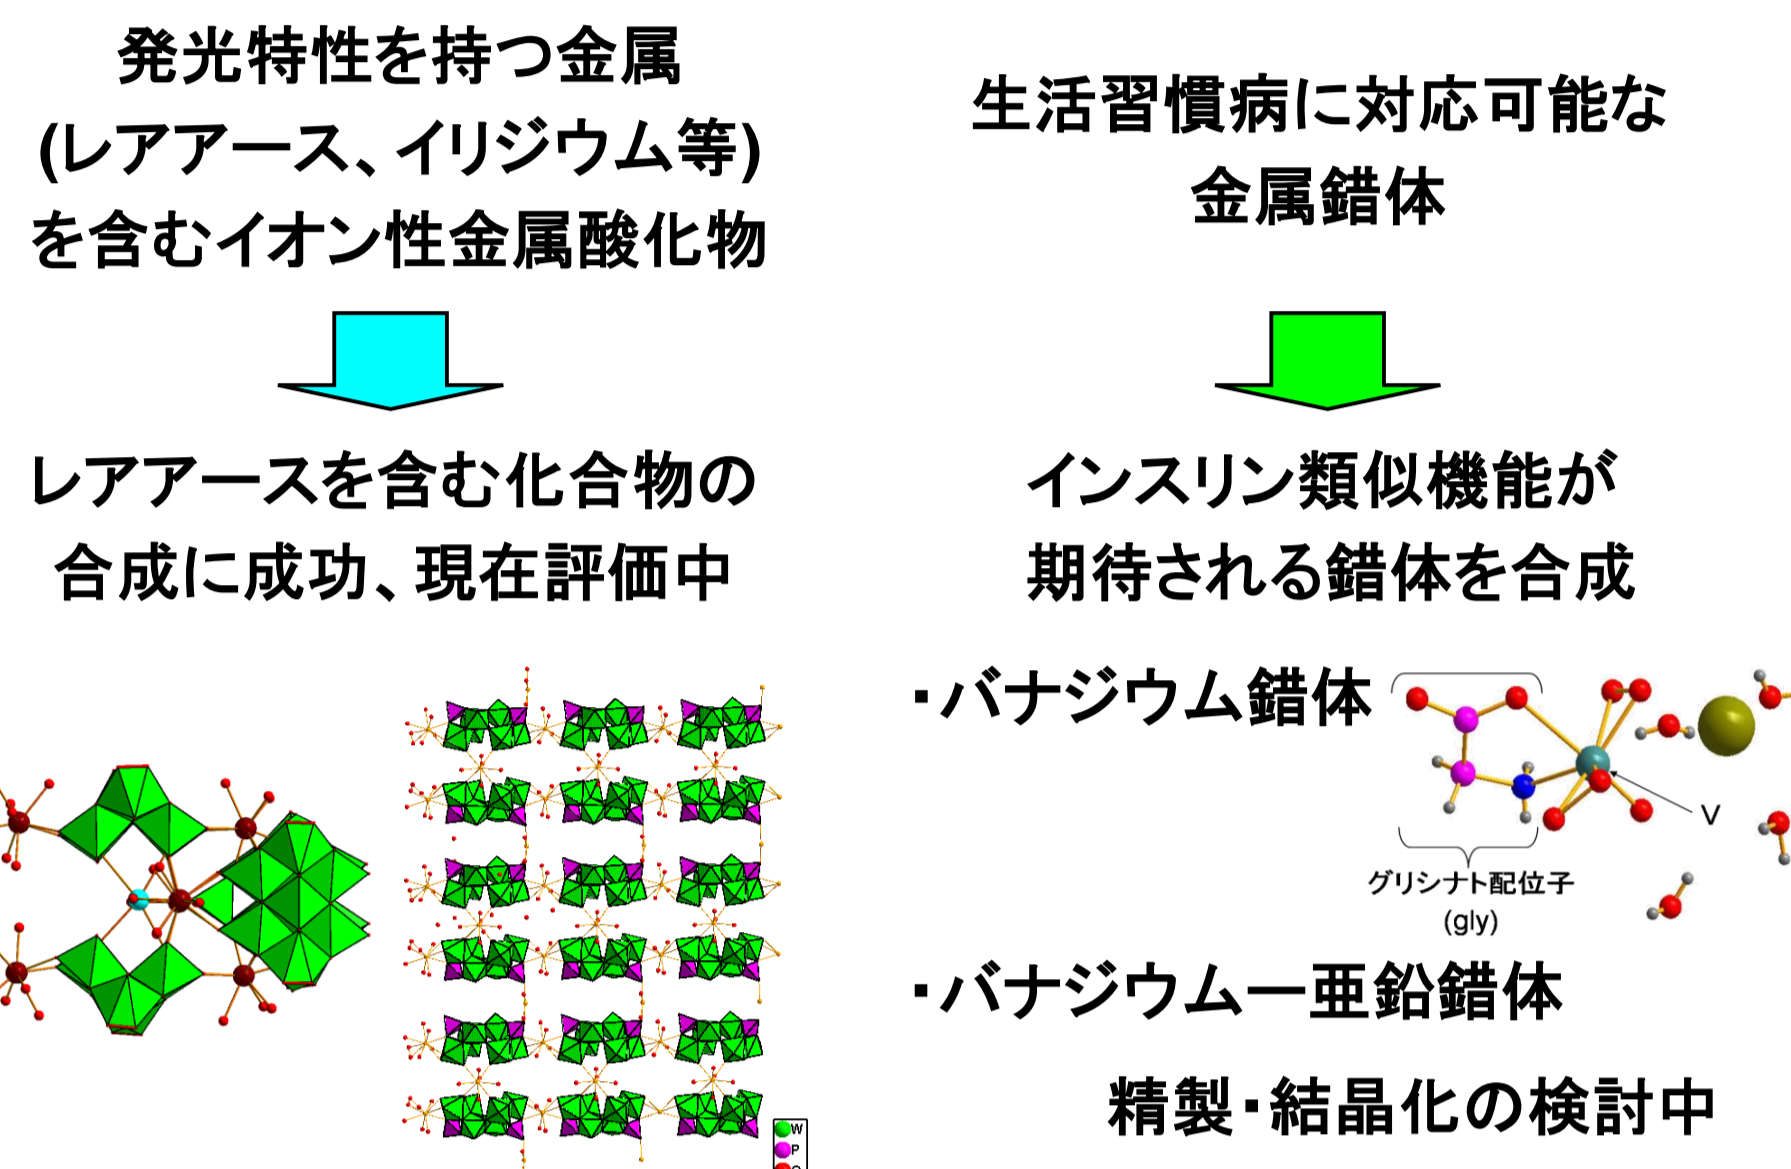 発光特性を持つ金属
(レアアース、イリジウム等)
を含むイオン性金属酸化物
レアアースを含む化合物の
合成に成功、現在評価中
W
P
生活習慣病に対応可能な
金属錯体
インスリン類似機能が
期待される錯体を合成
・バナジウム錯体
V
グリシナト配位子
(gly)
・バナジウムー亜鉛錯体
精製・結晶化の検討中